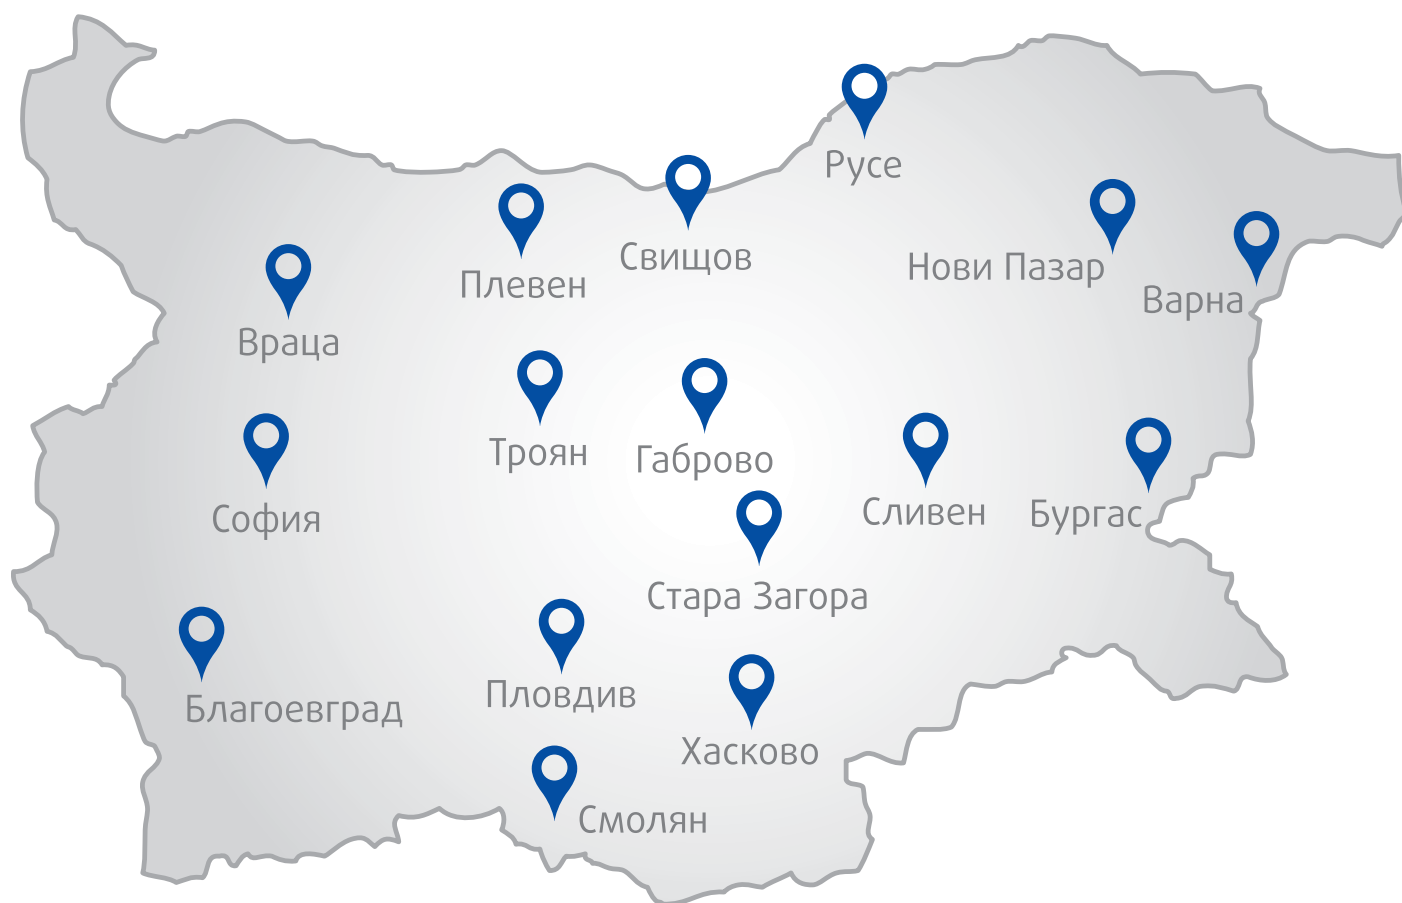 Русе
Свищов
Нови Пазар
Плевен
Варна
Враца
Троян
Габрово
Сливен
Бургас
София
Стара Загора
Пловдив
Благоевград
Хасково
Смолян